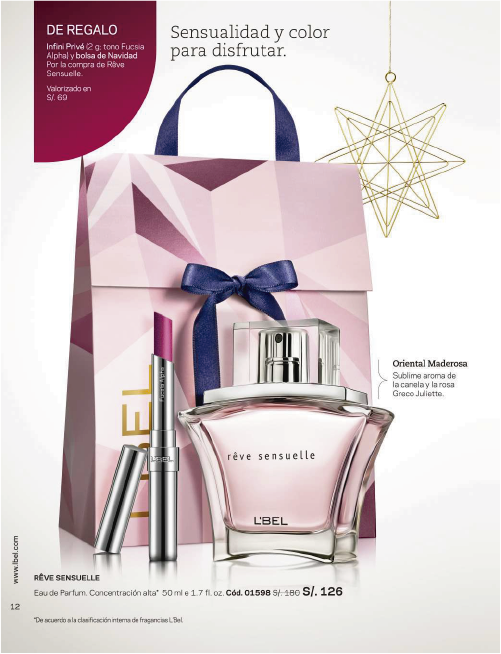 DE REGALO
Infini Privé (2 g; tono Fucsia
Alpha) y bolsa de Navidad
Por la compra de Rêve
Sensuelle.
Valorizado en
S/. 69
Sensualidad y color
para disfrutar.
Oriental Maderosa
Sublime aroma de
la canela y la rosa
Greco Juliette.
L'BEL
Fucsia Alpha
L'BEL
rêve sensuelle
L'BEL
www.lbel.com
RÊVE SENSUELLE
Eau de Parfum. Concentración alta* 50 ml e 1.7 fl. oz. Cód. 01598 S/. 180 S/. 126
12
*De acuerdo a la clasificación interna de fragancias L'Bel.